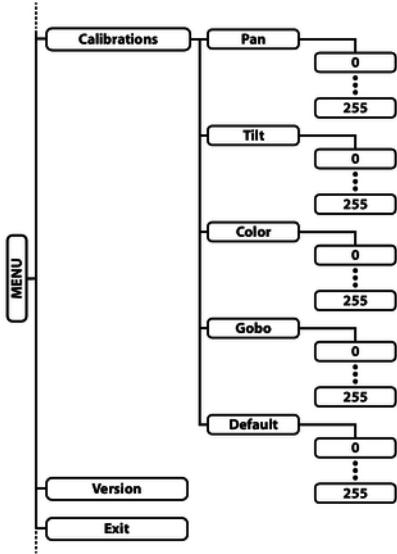 Calibrations
Pan
0
255
Tilt
0
255
Color
0
255
MENU
Gobo
0
255
Default
0
255
Version
Exit